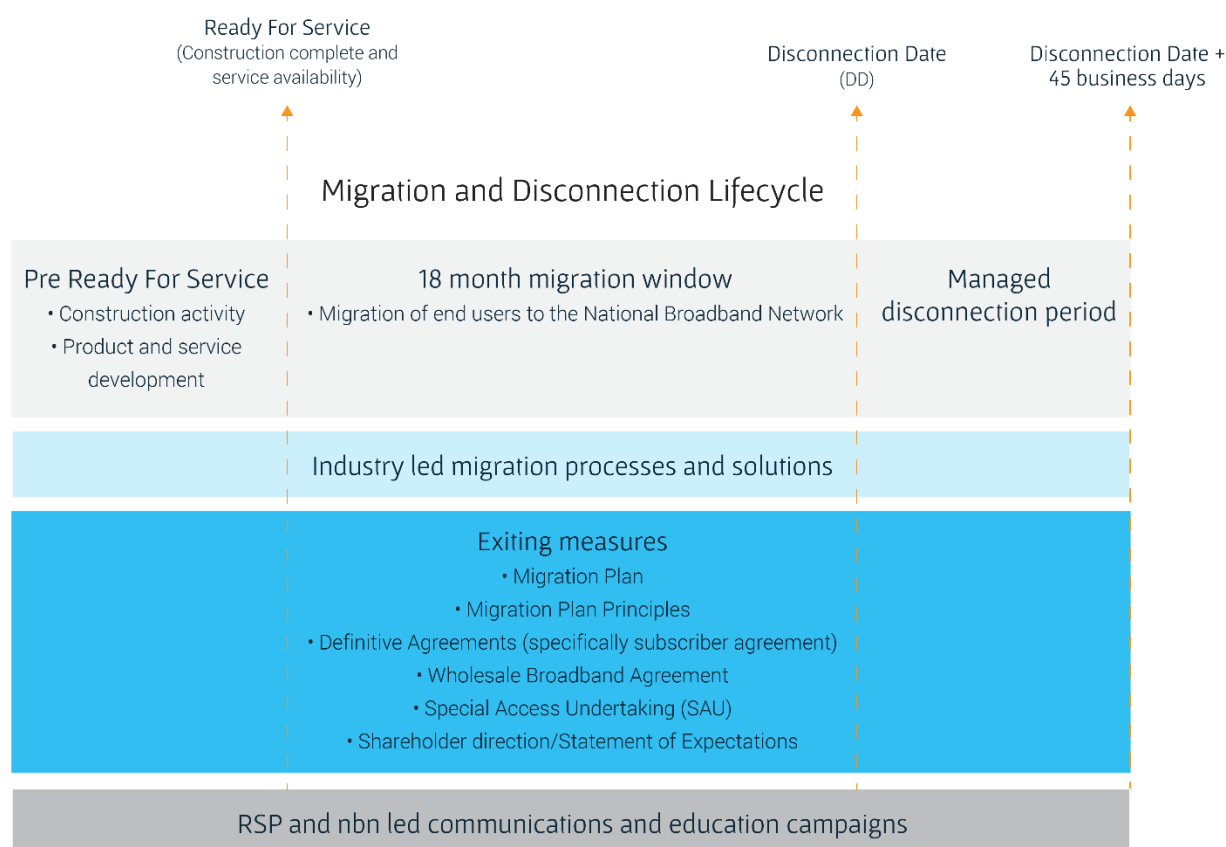 Ready For Service
(Construction complete and
service availability)
Disconnection Date
(DD)
Disconnection Date +
45 business days
Migration and Disconnection Lifecycle
Pre Ready For Service
• Construction activity
• Product and service
development
18 month migration window
• Migration of end users to the National Broadband Network
Managed
disconnection period
Industry led migration processes and solutions
Exiting measures
• Migration Plan
• Migration Plan Principles
• Definitive Agreements (specifically subscriber agreement)
• Wholesale Broadband Agreement
• Special Access Undertaking (SAU)
• Shareholder direction/Statement of Expectations
RSP and nbn led communications and education campaigns